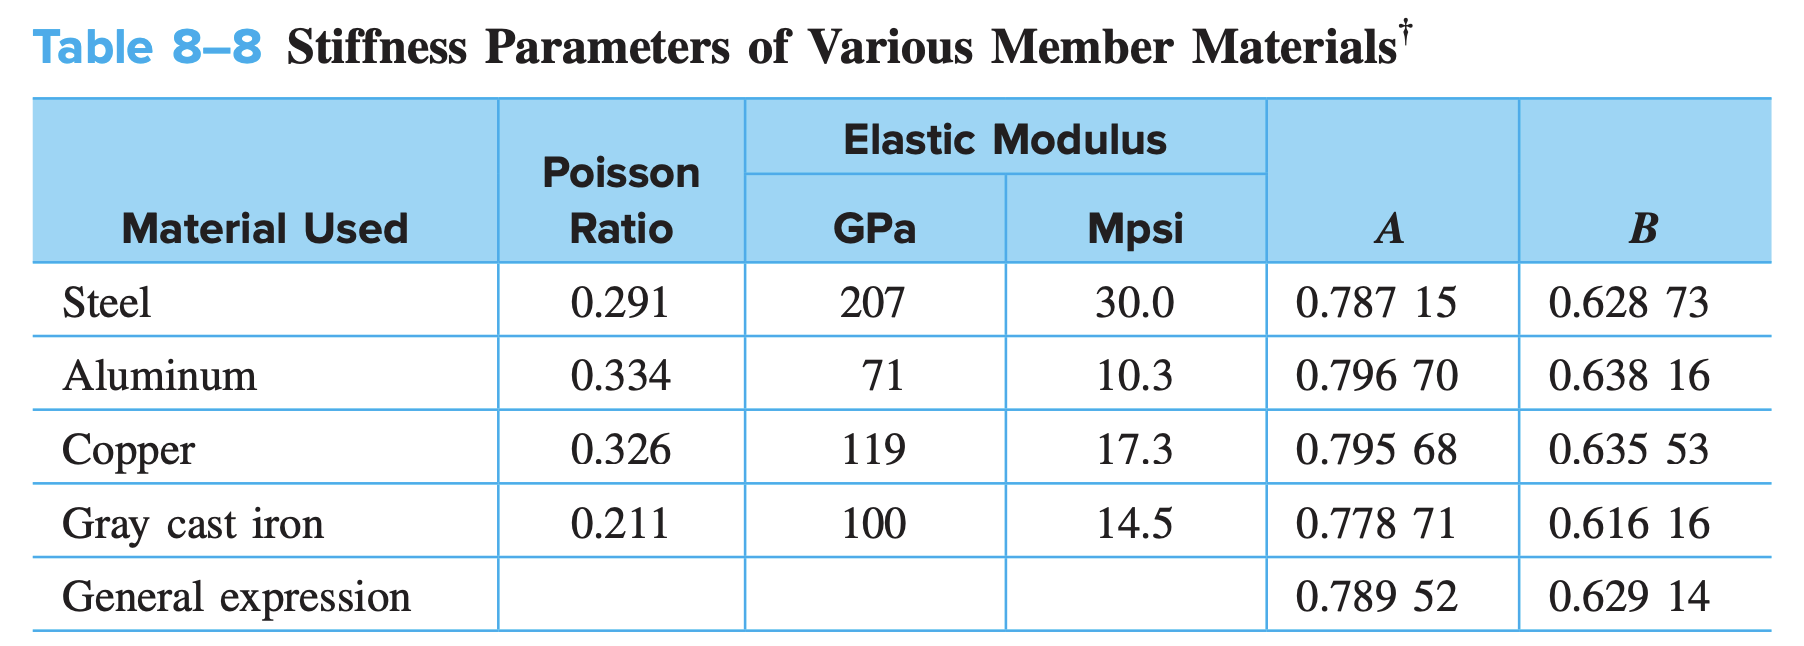 Table 8–8 Stiffness Parameters of Various Member Materials†
Elastic Modulus
Poisson
Material Used Ratio GPa Mpsi A B
Steel 0.291 207 30.0 0.787 15 0.628 73
Aluminum 0.334 71 10.3 0.796 70 0.638 16
Copper 0.326 119 17.3 0.795 68 0.635 53
Gray cast iron 0.211 100 14.5 0.778 71 0.616 16
General expression 0.789 52 0.629 14